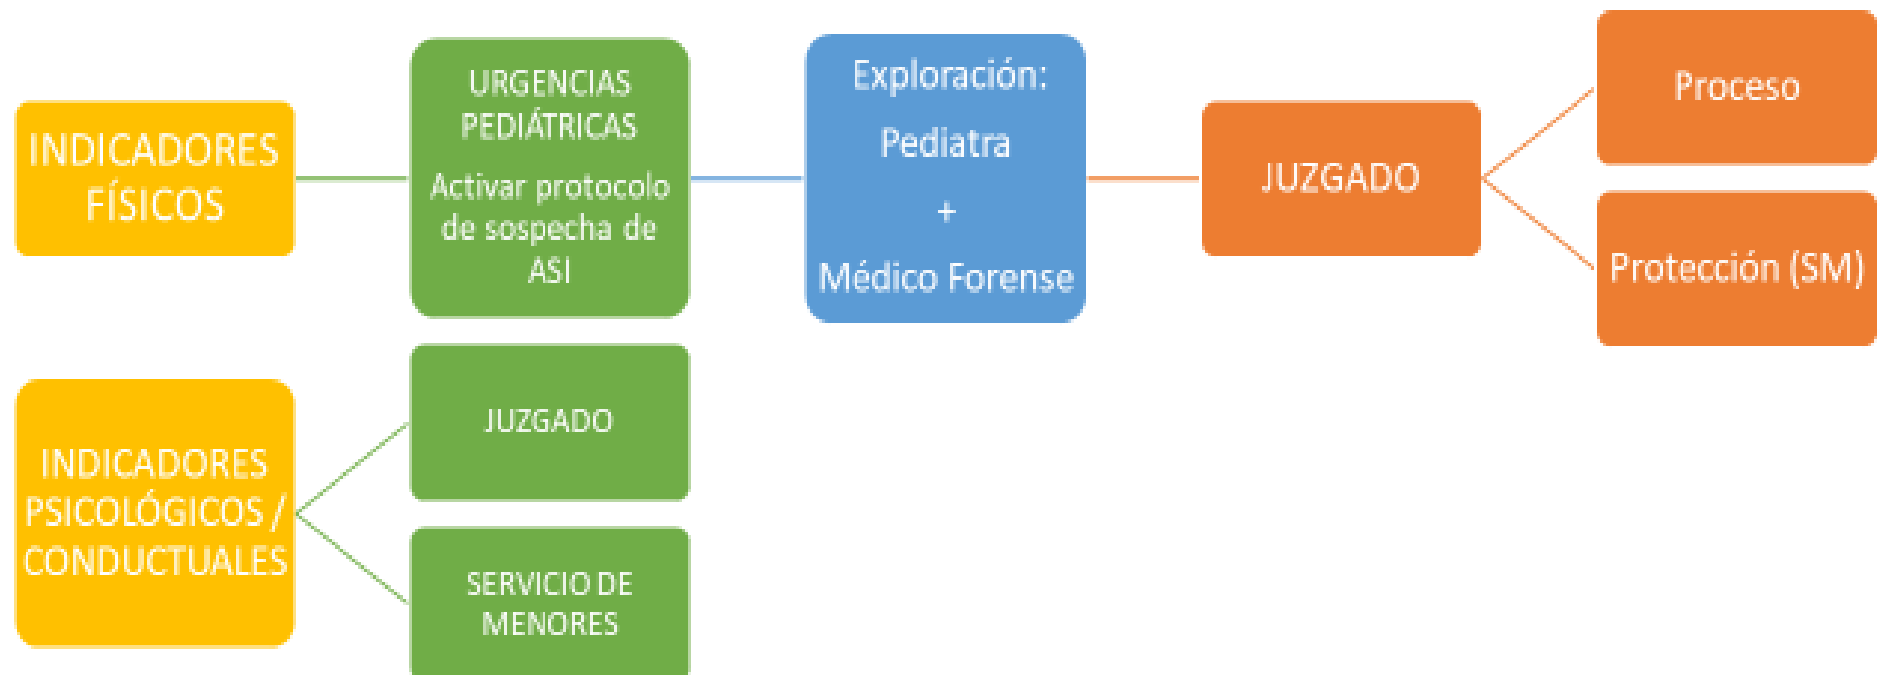 INDICADORES
FÍSICOS
URGENCIAS
PEDIÁTRICAS
Activar protocolo
de sospecha de
ASI
Exploración:
Pediatra
+
Médico Forense
JUZGADO
Proceso
Protección (SM)
INDICADORES
PSICOLÓGICOS /
CONDUCTUALES
JUZGADO
SERVICIO DE
MENORES